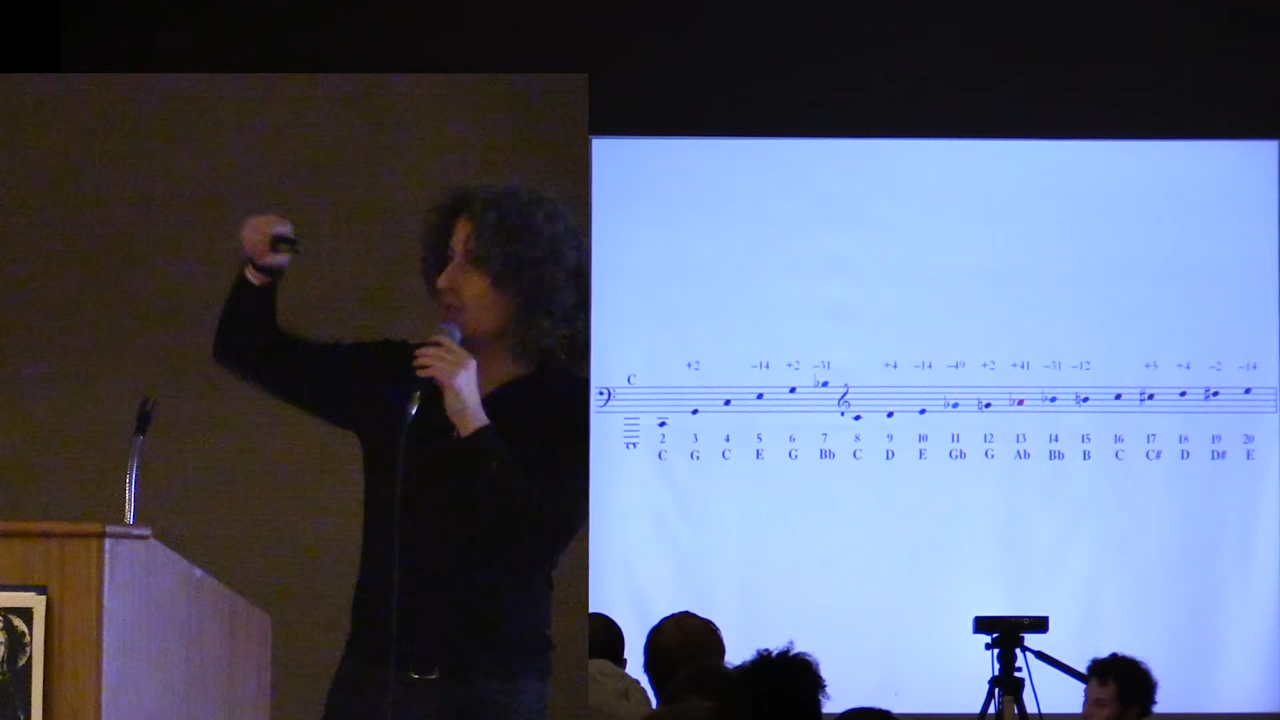 +2 −14 +2 −31 +4 −14 −49 +2 +41 −31 −12 +5 +4 −2 −14
C
2 3 4 5 6 7 8 9 10 11 12 13 14 15 16 17 18 19 20
C G C E G Bb C D E Gb G Ab Bb B C C# D D# E